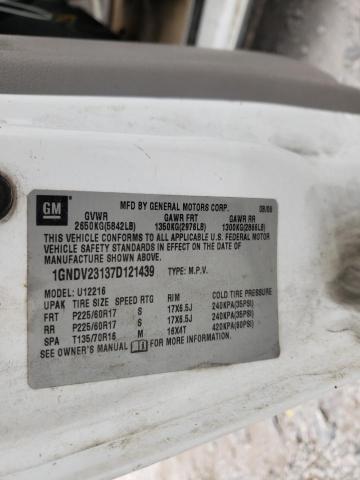 GM
MFD BY GENERAL MOTORS CORP. 09/06
GVWR GAWR FRT GAWR RR
2650KG(5842LB) 1350KG(2976LB) 1300KG(2866LB)
THIS VEHICLE CONFORMS TO ALL APPLICABLE U.S. FEDERAL MOTOR
VEHICLE SAFETY STANDARDS IN EFFECT ON THE DATE OF
MANUFACTURE SHOWN ABOVE.
1GNDV23137D121439 TYPE: M.P.V.
MODEL: U12216
UPAK TIRE SIZE SPEED RTG RIM COLD TIRE PRESSURE
FRT P225/60R17 S 17X6.5J 240KPA(35PSI)
RR P225/60R17 S 17X6.5J 240KPA(35PSI)
SPA T135/70R16 M 16X4T 420KPA(60PSI)
SEE OWNER'S MANUAL FOR MORE INFORMATION.